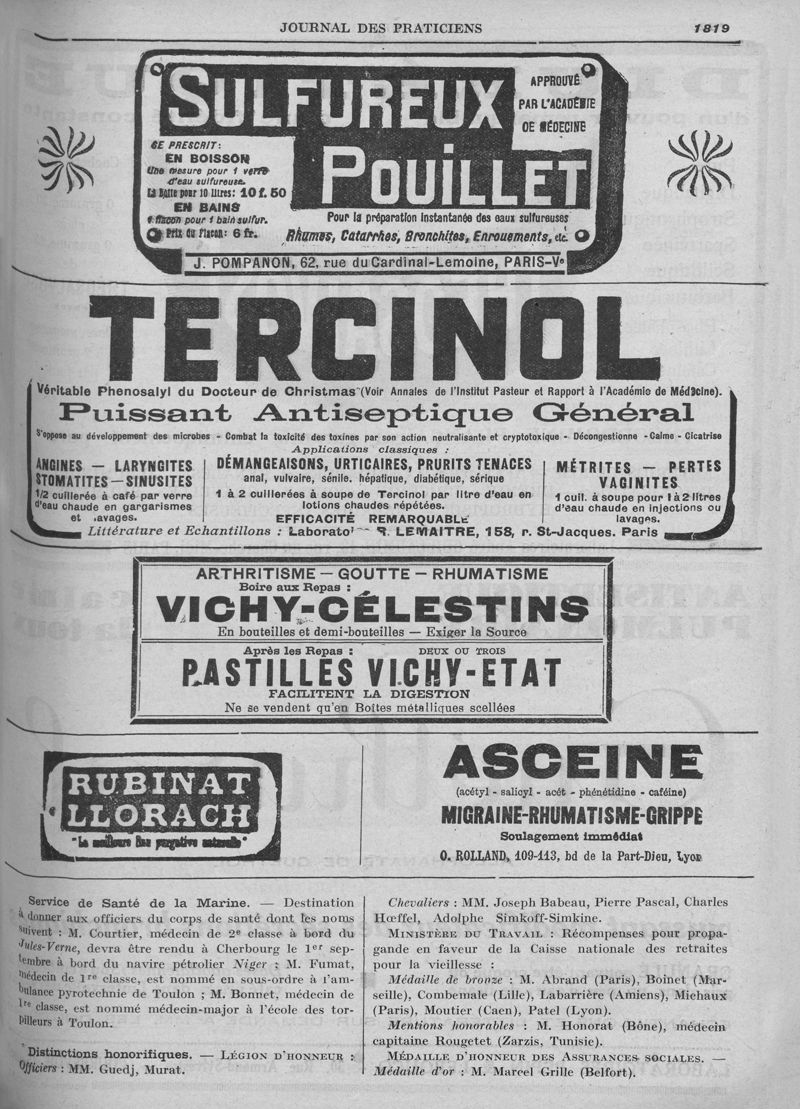 JOURNAL DES PRATICIENS 1819
SULFUREUX
POUILLET
APPROUVÉ
PAR L'ACADÉMIE
DE MÉDECINE
SE PRESCRIT:
EN BOISSON
Une mesure pour 1 verre
d'eau sulfureuse.
La Boîte pour 10 litres: 10 f. 50
EN BAINS
1 flacon pour 1 bain sulfur.
Prix du flacon: 6 fr.
Pour la préparation instantanée des eaux sulfureuses
Rhumes, Catarrhes, Bronchites, Enrouements, etc.
J. POMPANON, 62, rue du Cardinal-Lemoine, PARIS-Ve
TERCINOL
Véritable Phenosalyl du Docteur de Christmas (Voir Annales de l'Institut Pasteur et Rapport à l'Académie de Médecine).
Puissant Antiseptique Général
S'oppose au développement des microbes - Combat la toxicité des toxines par son action neutralisante et cryptotoxique - Décongestionne - Calme - Cicatrise
Applications classiques :
ANGINES — LARYNGITES
STOMATITES — SINUSITES
1/2 cuillerée à café par verre
d'eau chaude en gargarismes
et lavages.
DÉMANGEAISONS, URTICAIRES, PRURITS TENACES
anal, vulvaire, sénile. hépatique, diabétique, sérique
1 à 2 cuillerées à soupe de Tercinol par litre d'eau en
lotions chaudes répétées.
EFFICACITÉ REMARQUABLE
MÉTRITES — PERTES
VAGINITES
1 cuil. à soupe pour 1 à 2 litres
d'eau chaude en injections ou
lavages.
Littérature et Echantillons : Laborato R. LEMAITRE, 158, r. St-Jacques. Paris
ARTHRITISME — GOUTTE — RHUMATISME
Boire aux Repas :
VICHY-CÉLESTINS
En bouteilles et demi-bouteilles — Exiger la Source
Après les Repas : DEUX OU TROIS
PASTILLES VICHY-ETAT
FACILITENT LA DIGESTION
Ne se vendent qu'en Boîtes métalliques scellées
RUBINAT
LLORACH
"La meilleure Eau purgative naturelle"
ASCEINE
(acétyl - salicyl - acét - phénétidine - caféine)
MIGRAINE-RHUMATISME-GRIPPE
Soulagement immédiat
O. ROLLAND, 109-113, bd de la Part-Dieu, Lyon
Service de Santé de la Marine. — Destination
à donner aux officiers du corps de santé dont les noms
suivent : M. Courtier, médecin de 2e classe à bord du
Jules-Verne, devra être rendu à Cherbourg le 1er sep-
tembre à bord du navire pétrolier Niger ; M. Fumat,
médecin de 1re classe, est nommé en sous-ordre à l'am-
bulance pyrotechnie de Toulon ; M. Bonnet, médecin de
1re classe, est nommé médecin-major à l'école des tor-
pilleurs à Toulon.
Distinctions honorifiques. — LÉGION D'HONNEUR :
Officiers : MM. Guedj, Murat.
Chevaliers : MM. Joseph Babeau, Pierre Pascal, Charles
Hœffel, Adolphe Simkoff-Simkine.
MINISTÈRE DU TRAVAIL : Récompenses pour propa-
gande en faveur de la Caisse nationale des retraites
pour la vieillesse :
Médaille de bronze : M. Abrand (Paris), Boinet (Mar-
seille), Combemale (Lille), Labarrière (Amiens), Michaux
(Paris), Moutier (Caen), Patel (Lyon).
Mentions honorables : M. Honorat (Bône), médecin
capitaine Rougetet (Zarzis, Tunisie).
MÉDAILLE D'HONNEUR DES ASSURANCES SOCIALES. —
Médaille d'or : M. Marcel Grille (Belfort).